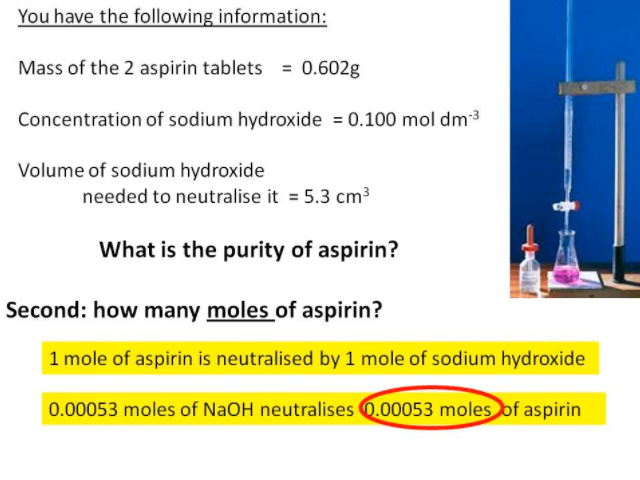 You have the following information:
Mass of the 2 aspirin tablets = 0.602g
Concentration of sodium hydroxide = 0.100 mol dm⁻³
Volume of sodium hydroxide
needed to neutralise it = 5.3 cm³
What is the purity of aspirin?
Second: how many moles of aspirin?
1 mole of aspirin is neutralised by 1 mole of sodium hydroxide
0.00053 moles of NaOH neutralises 0.00053 moles of aspirin